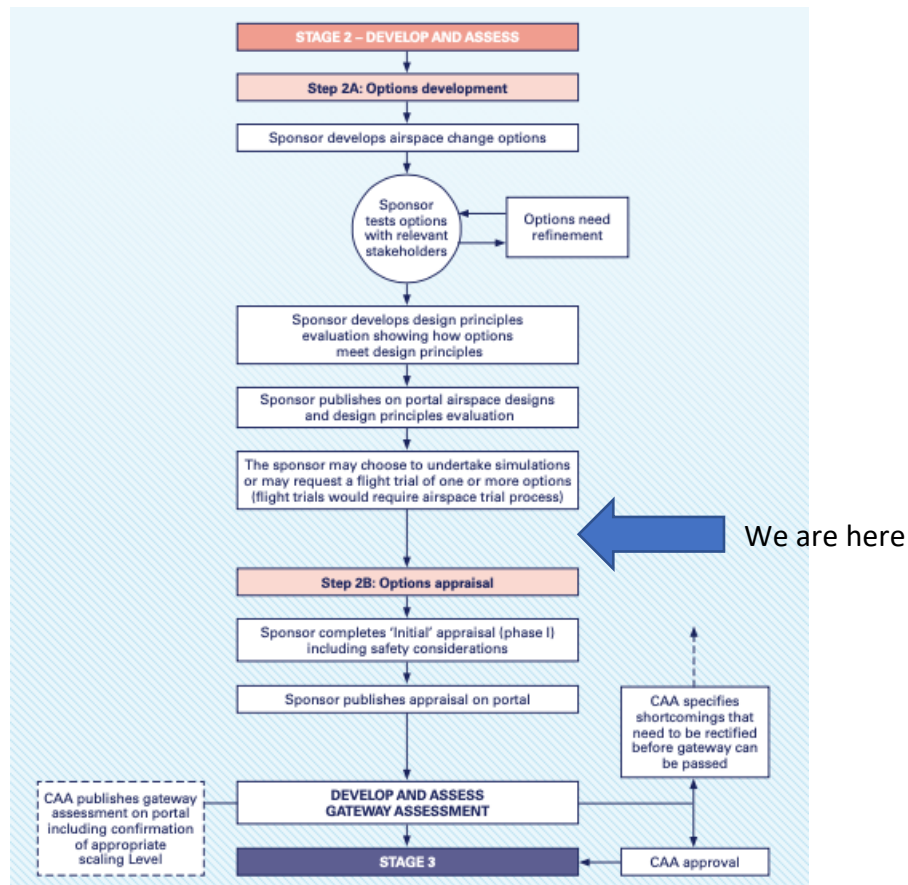 STAGE 2 – DEVELOP AND ASSESS
Step 2A: Options development
Sponsor develops airspace change options
Sponsor
tests options
with relevant
stakeholders
Options need
refinement
Sponsor develops design principles
evaluation showing how options
meet design principles
Sponsor publishes on portal airspace designs
and design principles evaluation
The sponsor may choose to undertake simulations
or may request a flight trial of one or more options
(flight trials would require airspace trial process)
We are here
Step 2B: Options appraisal
Sponsor completes ‘Initial’ appraisal (phase I)
including safety considerations
Sponsor publishes appraisal on portal
CAA specifies
shortcomings that
need to be rectified
before gateway can
be passed
CAA publishes gateway
assessment on portal
including confirmation
of appropriate
scaling Level
DEVELOP AND ASSESS
GATEWAY ASSESSMENT
STAGE 3
CAA approval